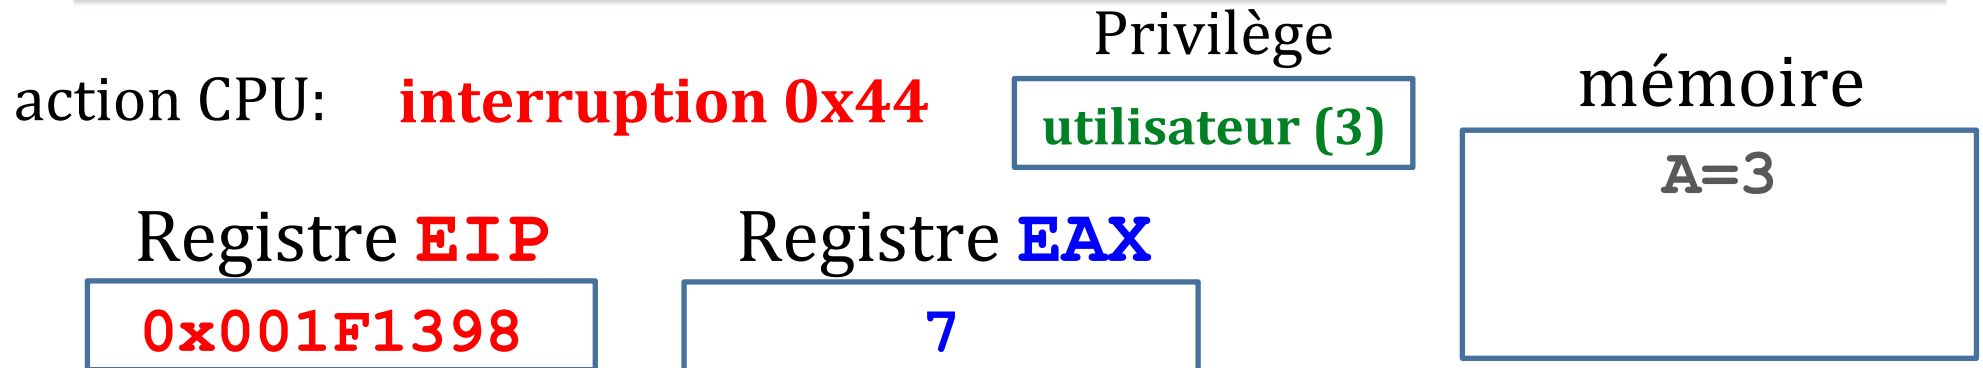 Privilège
action CPU: interruption 0x44
utilisateur (3)
mémoire
A=3
Registre EIP
Registre EAX
0x001F1398
7